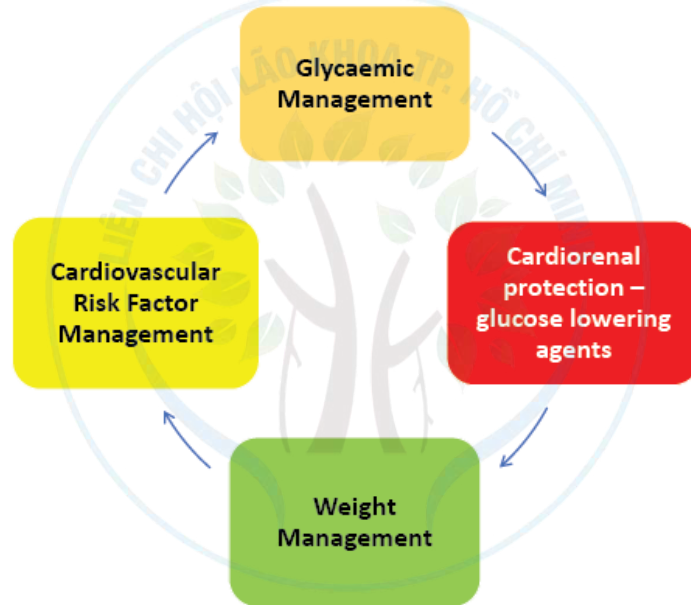 Glycaemic
Management
Cardiorenal
protection –
glucose lowering
agents
Weight
Management
Cardiovascular
Risk Factor
Management
LIÊN CHI HỘI LÃO KHOA TP. HỒ CHÍ MINH